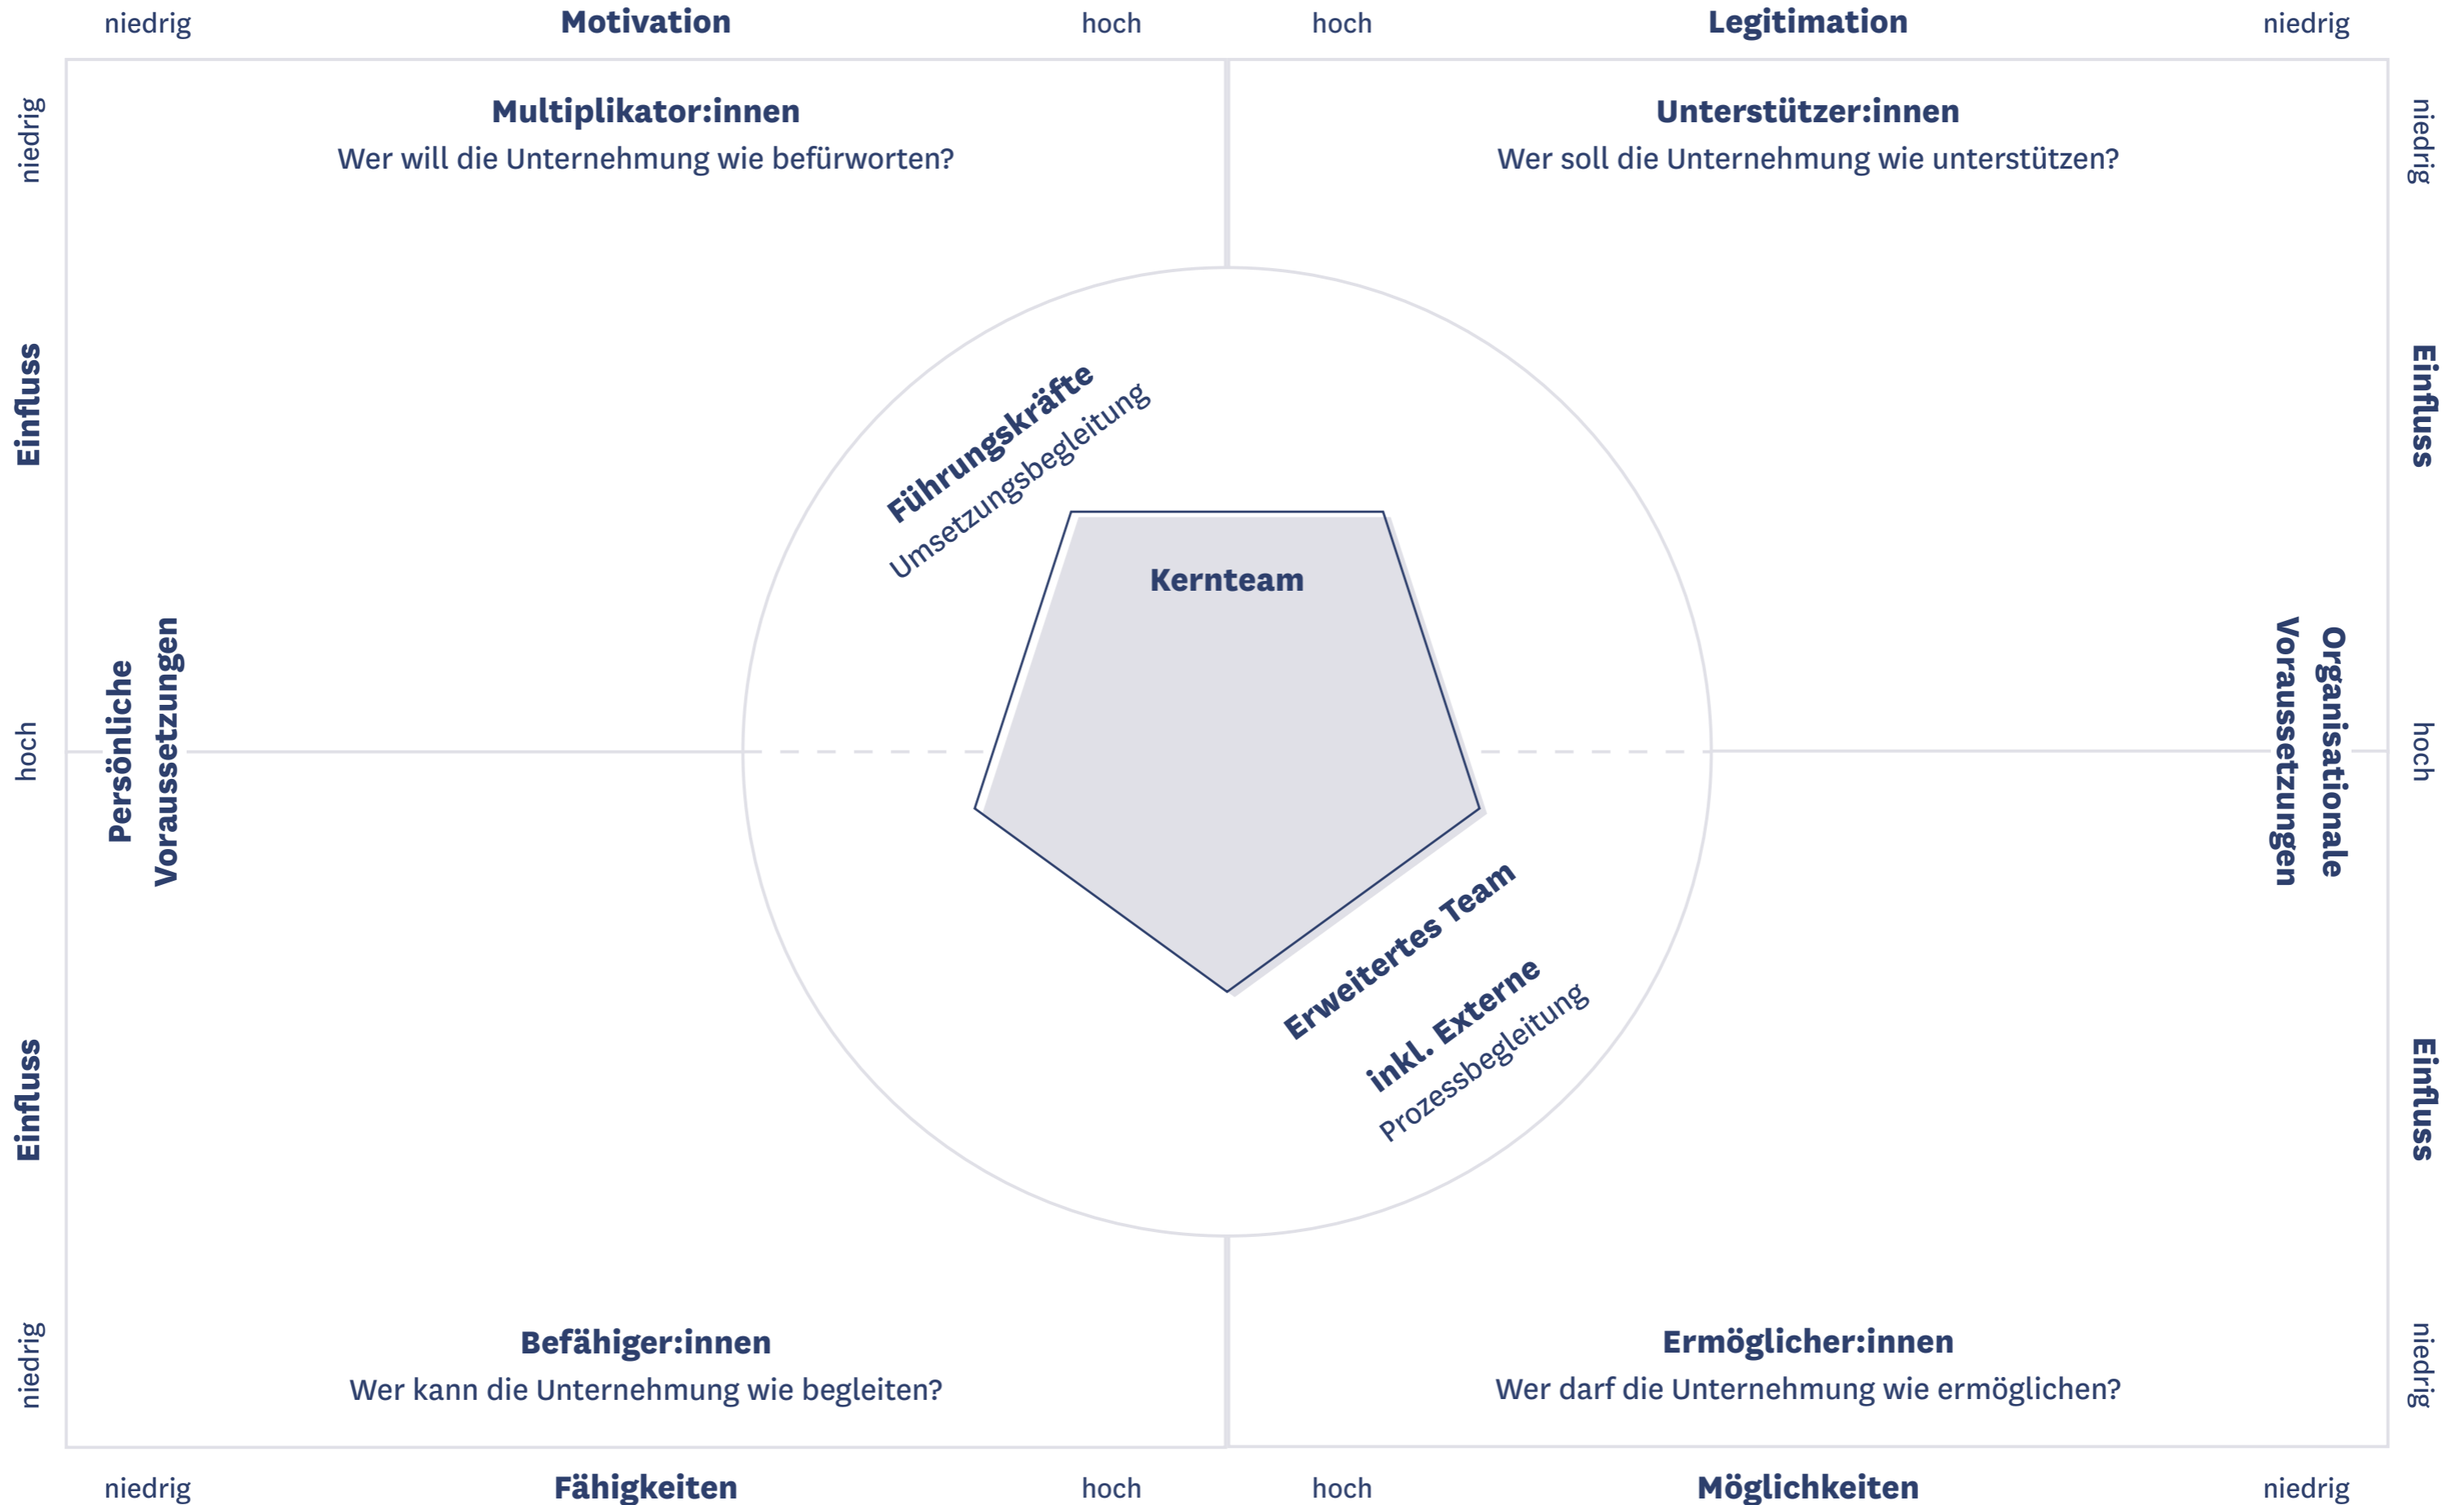 niedrig Motivation hoch hoch Legitimation niedrig
niedrig
niedrig
Multiplikator:innen
Wer will die Unternehmung wie befürworten?
Unterstützer:innen
Wer soll die Unternehmung wie unterstützen?
Einfluss
Einfluss
Führungskräfte
Umsetzungsbegleitung
Kernteam
hoch
Persönliche
Voraussetzungen
Organisationale
Voraussetzungen
hoch
Erweitertes Team
inkl. Externe
Prozessbegleitung
Einfluss
Einfluss
Befähiger:innen
Wer kann die Unternehmung wie begleiten?
Ermöglicher:innen
Wer darf die Unternehmung wie ermöglichen?
niedrig
niedrig
niedrig Fähigkeiten hoch hoch Möglichkeiten niedrig